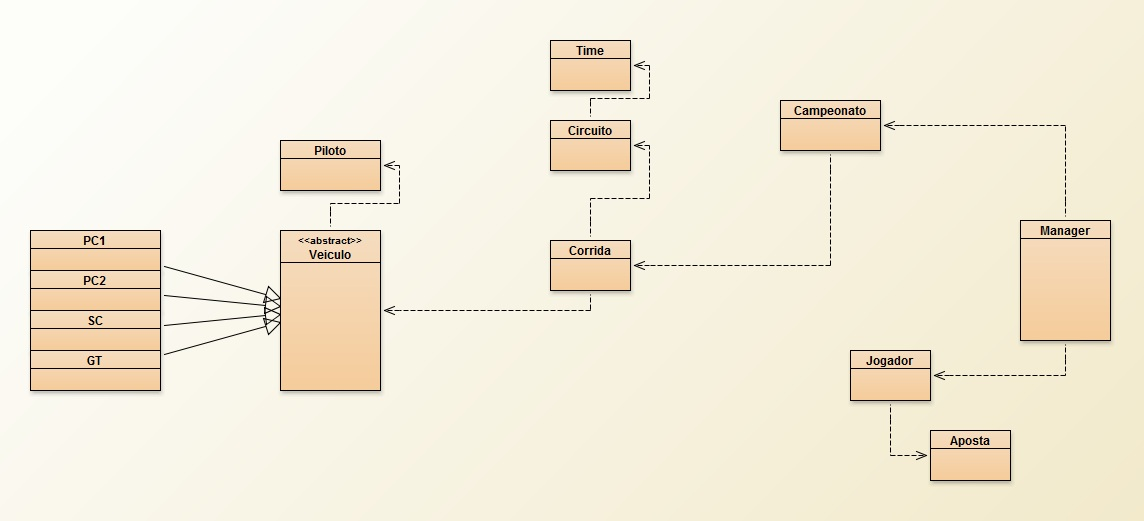 Time
Campeonato
Circuito
Piloto
Manager
PC1
<<abstract>>
Veiculo
Corrida
PC2
SC
GT
Jogador
Aposta